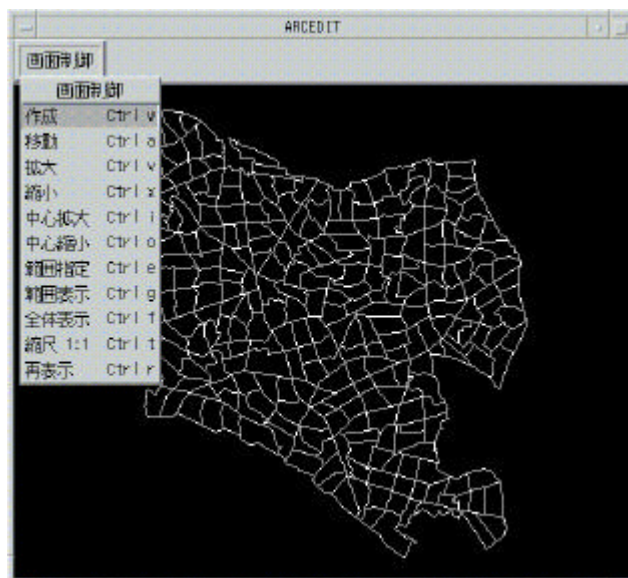 ARCEDIT
画面制御
画面制御
作成 Ctrl w
移動 Ctrl a
拡大 Ctrl v
縮小 Ctrl x
中心拡大 Ctrl i
中心縮小 Ctrl o
範囲指定 Ctrl e
範囲表示 Ctrl g
全体表示 Ctrl f
縮尺 1:1 Ctrl t
再表示 Ctrl r